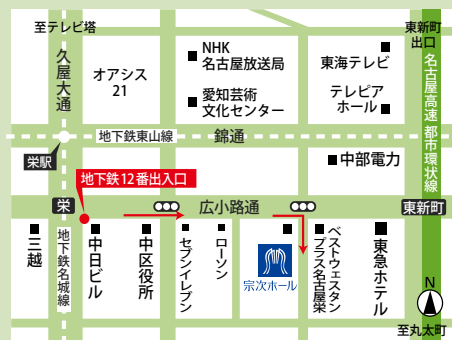 至テレビ塔
東新町
出口
久屋大通
オアシス
21
NHK
名古屋放送局
愛知芸術
文化センター
東海テレビ
テレピア
ホール
名古屋高速 都市環状線
地下鉄東山線
錦通
栄駅
中部電力
地下鉄12番出入口
栄
広小路通
東新町
三越
地下鉄名城線
中日ビル
中区役所
セブンイレブン
ローソン
宗次ホール
ベストウェスタン
プラス名古屋栄
東急ホテル
N
至丸太町